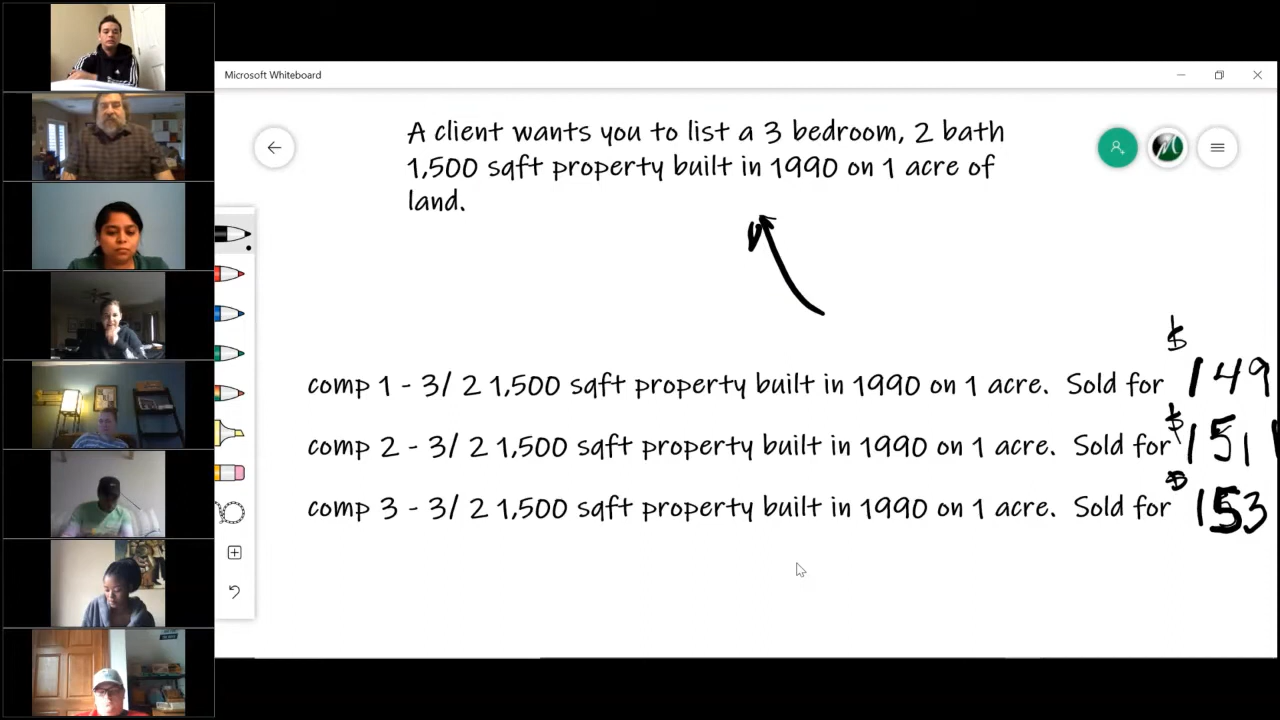 Microsoft Whiteboard
A client wants you to list a 3 bedroom, 2 bath
1,500 sqft property built in 1990 on 1 acre of
land.
comp 1 - 3/ 2 1,500 sqft property built in 1990 on 1 acre. Sold for $149
comp 2 - 3/ 2 1,500 sqft property built in 1990 on 1 acre. Sold for $151
comp 3 - 3/ 2 1,500 sqft property built in 1990 on 1 acre. Sold for $153